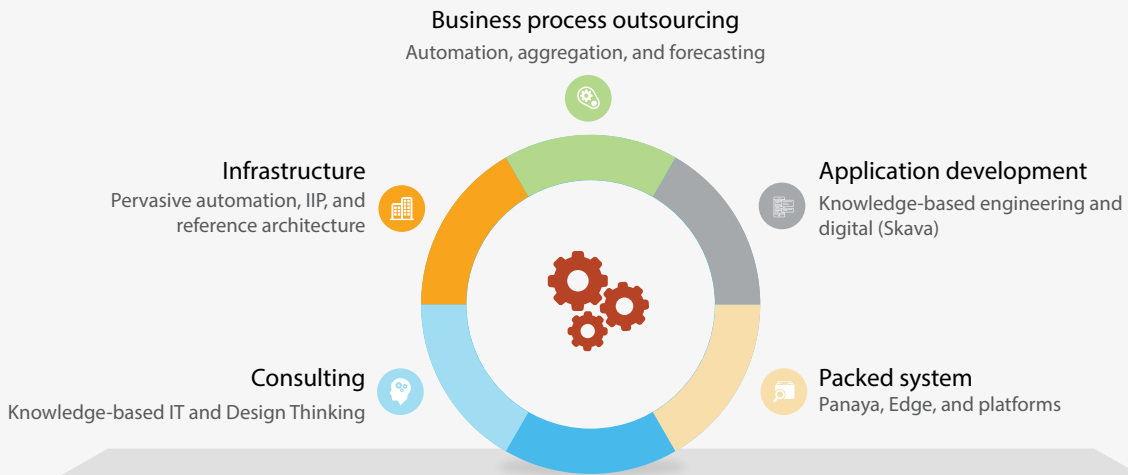 Business process outsourcing
Automation, aggregation, and forecasting
Infrastructure
Pervasive automation, IIP, and
reference architecture
Application development
Knowledge-based engineering and
digital (Skava)
Consulting
Knowledge-based IT and Design Thinking
Packed system
Panaya, Edge, and platforms